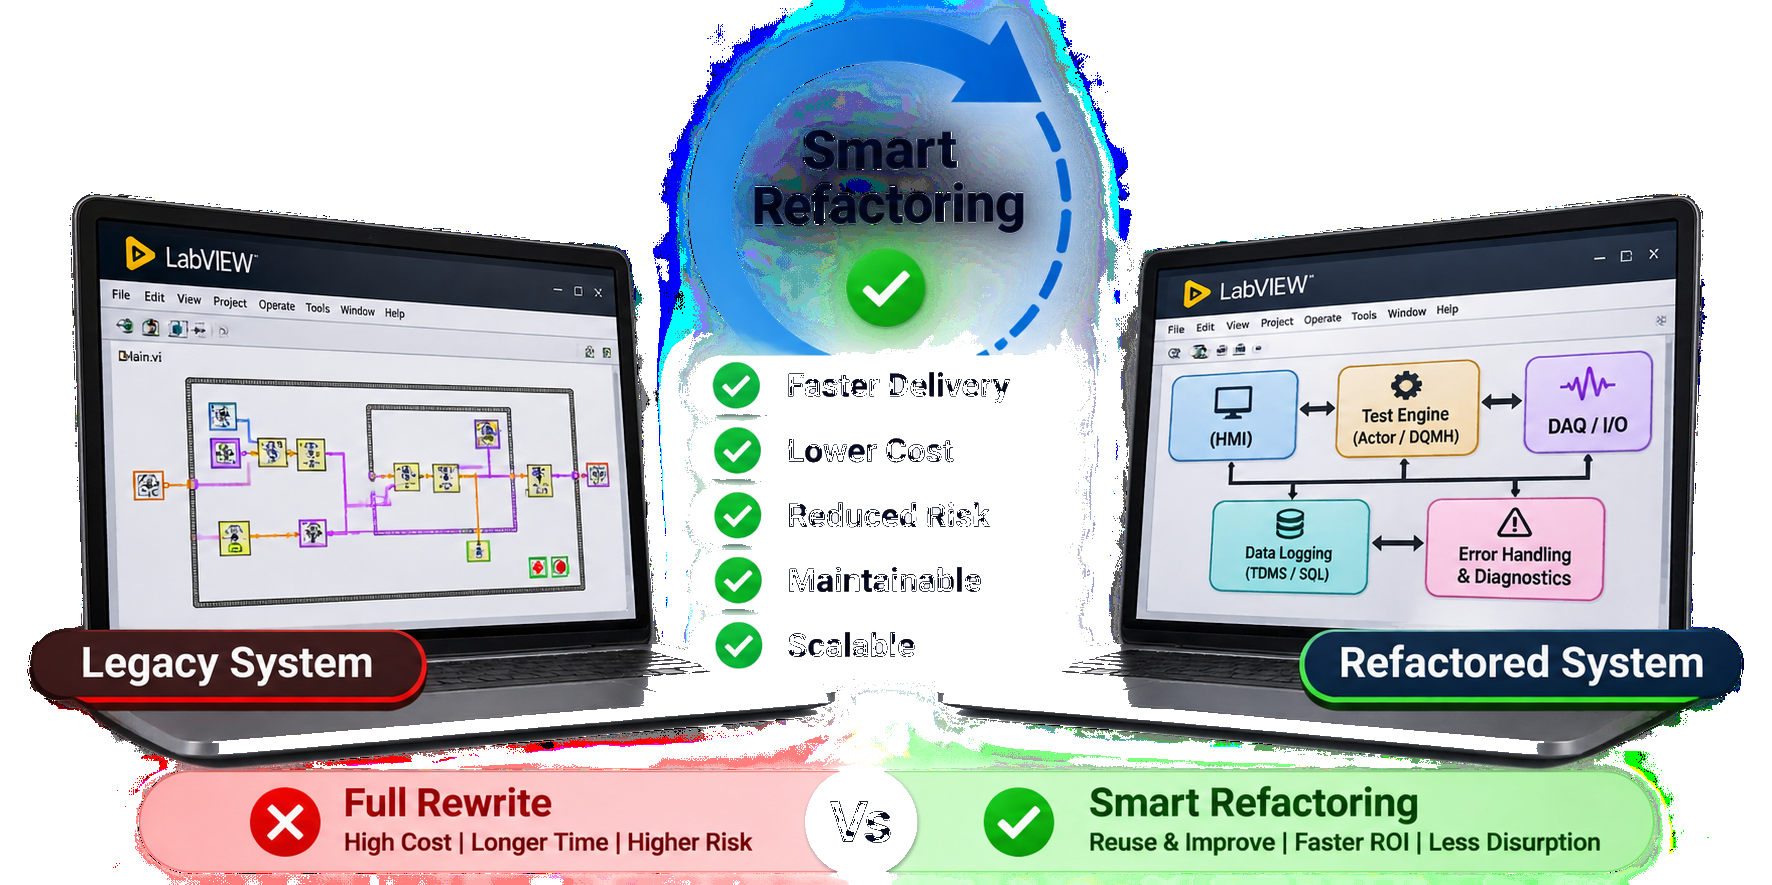 Smart
Refactoring
LabVIEW™
File Edit View Project Operate Tools Window Help
Main.vi
Legacy System
Faster Delivery
Lower Cost
Reduced Risk
Maintainable
Scalable
LabVIEW™
File Edit View Project Operate Tools Window Help
(HMI)
Test Engine
(Actor / DQMH)
DAQ / I/O
Data Logging
(TDMS / SQL)
Error Handling
& Diagnostics
Refactored System
Full Rewrite
High Cost | Longer Time | Higher Risk
Vs
Smart Refactoring
Reuse & Improve | Faster ROI | Less Disurption